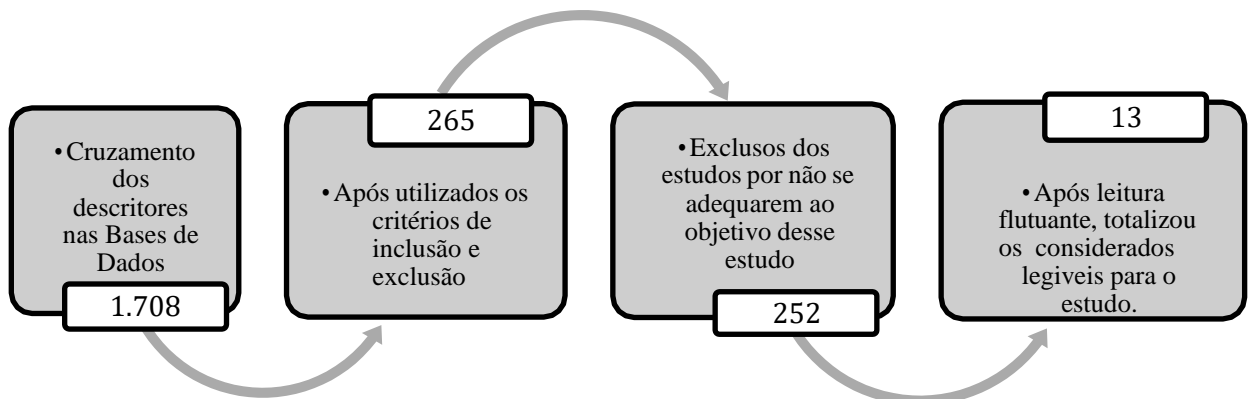 • Cruzamento
dos
descritores
nas Bases de
Dados
1.708
265
• Após utilizados os
critérios de
inclusão e
exclusão
• Exclusos dos
estudos por não se
adequarem ao
objetivo desse
estudo
252
13
• Após leitura
flutuante, totalizou
os considerados
legiveis para o
estudo.